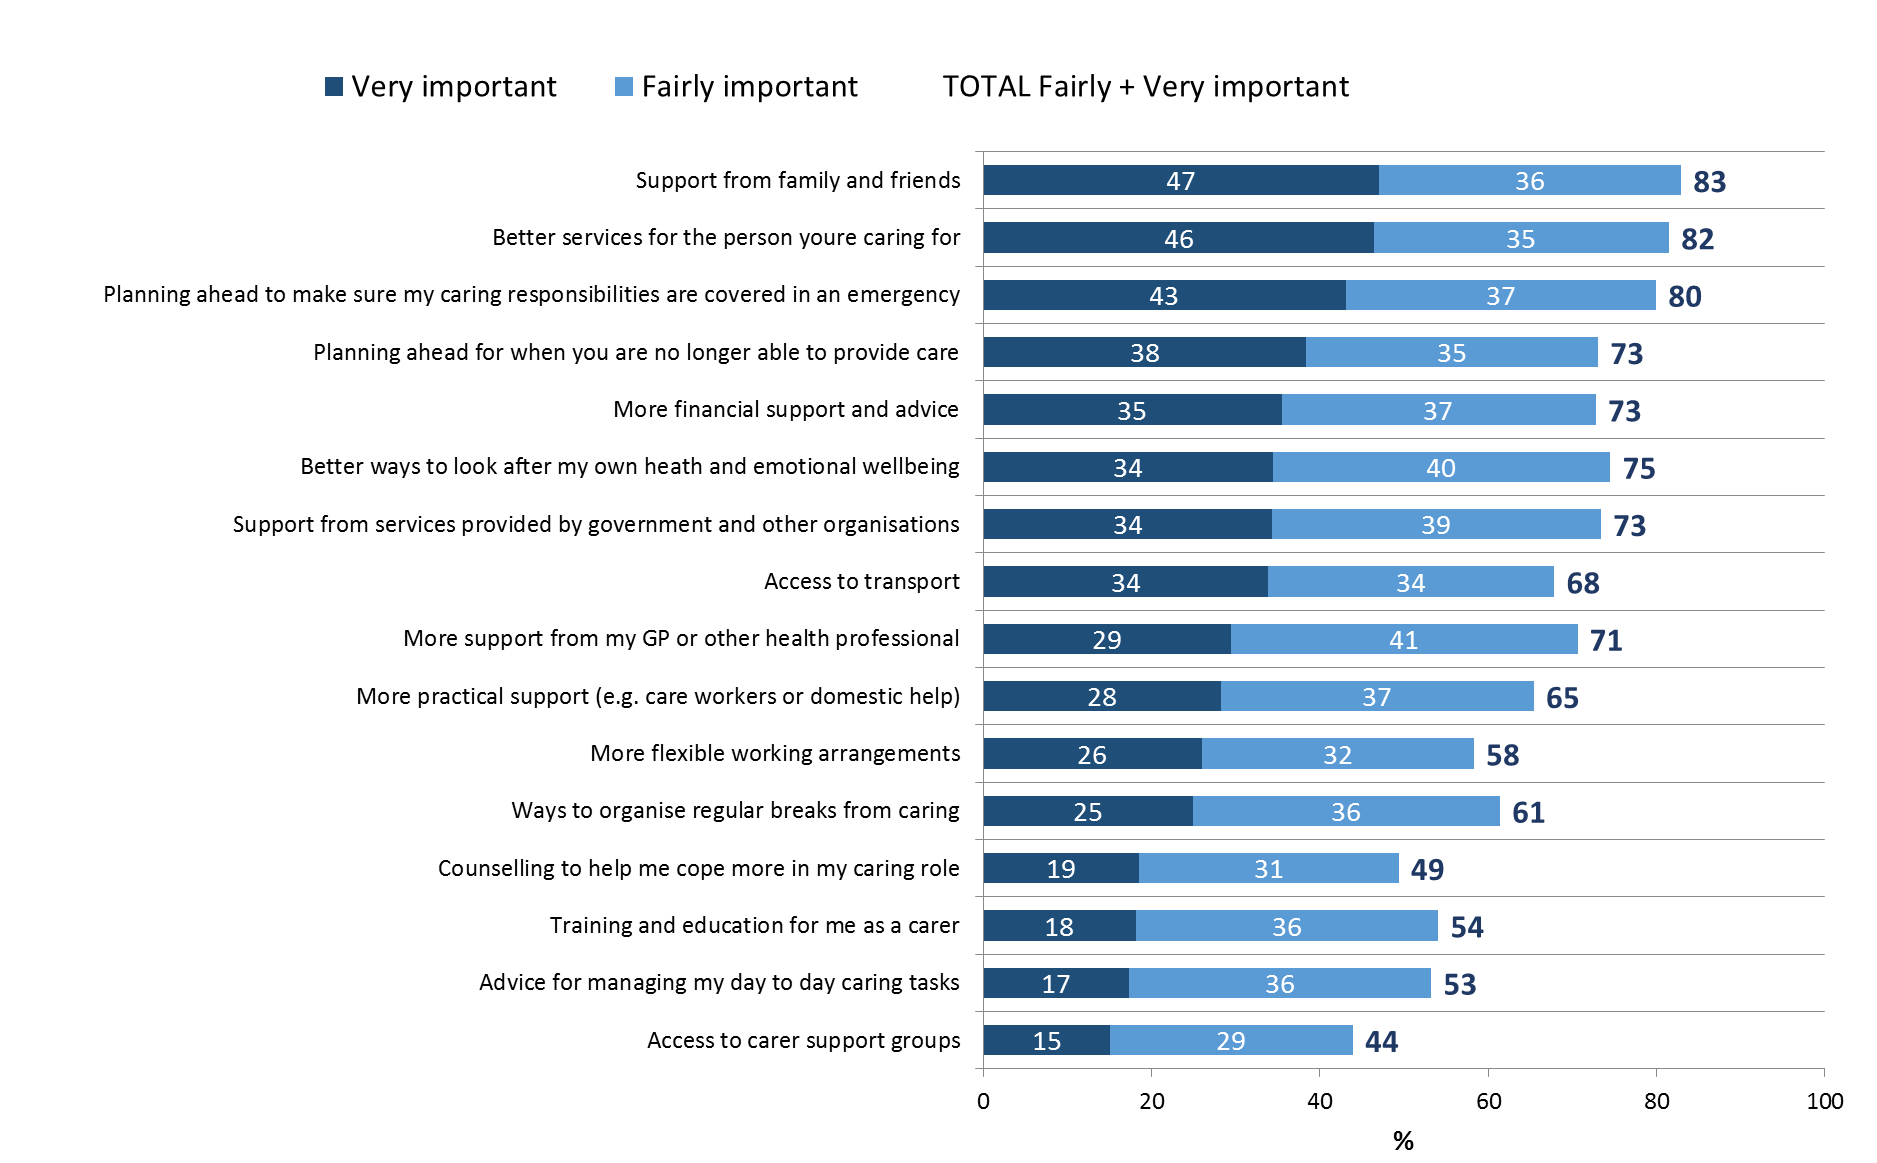 Very important Fairly important TOTAL Fairly + Very important
Support from family and friends 47 36 83
Better services for the person youre caring for 46 35 82
Planning ahead to make sure my caring responsibilities are covered in an emergency 43 37 80
Planning ahead for when you are no longer able to provide care 38 35 73
More financial support and advice 35 37 73
Better ways to look after my own heath and emotional wellbeing 34 40 75
Support from services provided by government and other organisations 34 39 73
Access to transport 34 34 68
More support from my GP or other health professional 29 41 71
More practical support (e.g. care workers or domestic help) 28 37 65
More flexible working arrangements 26 32 58
Ways to organise regular breaks from caring 25 36 61
Counselling to help me cope more in my caring role 19 31 49
Training and education for me as a carer 18 36 54
Advice for managing my day to day caring tasks 17 36 53
Access to carer support groups 15 29 44
0 20 40 60 80 100
%